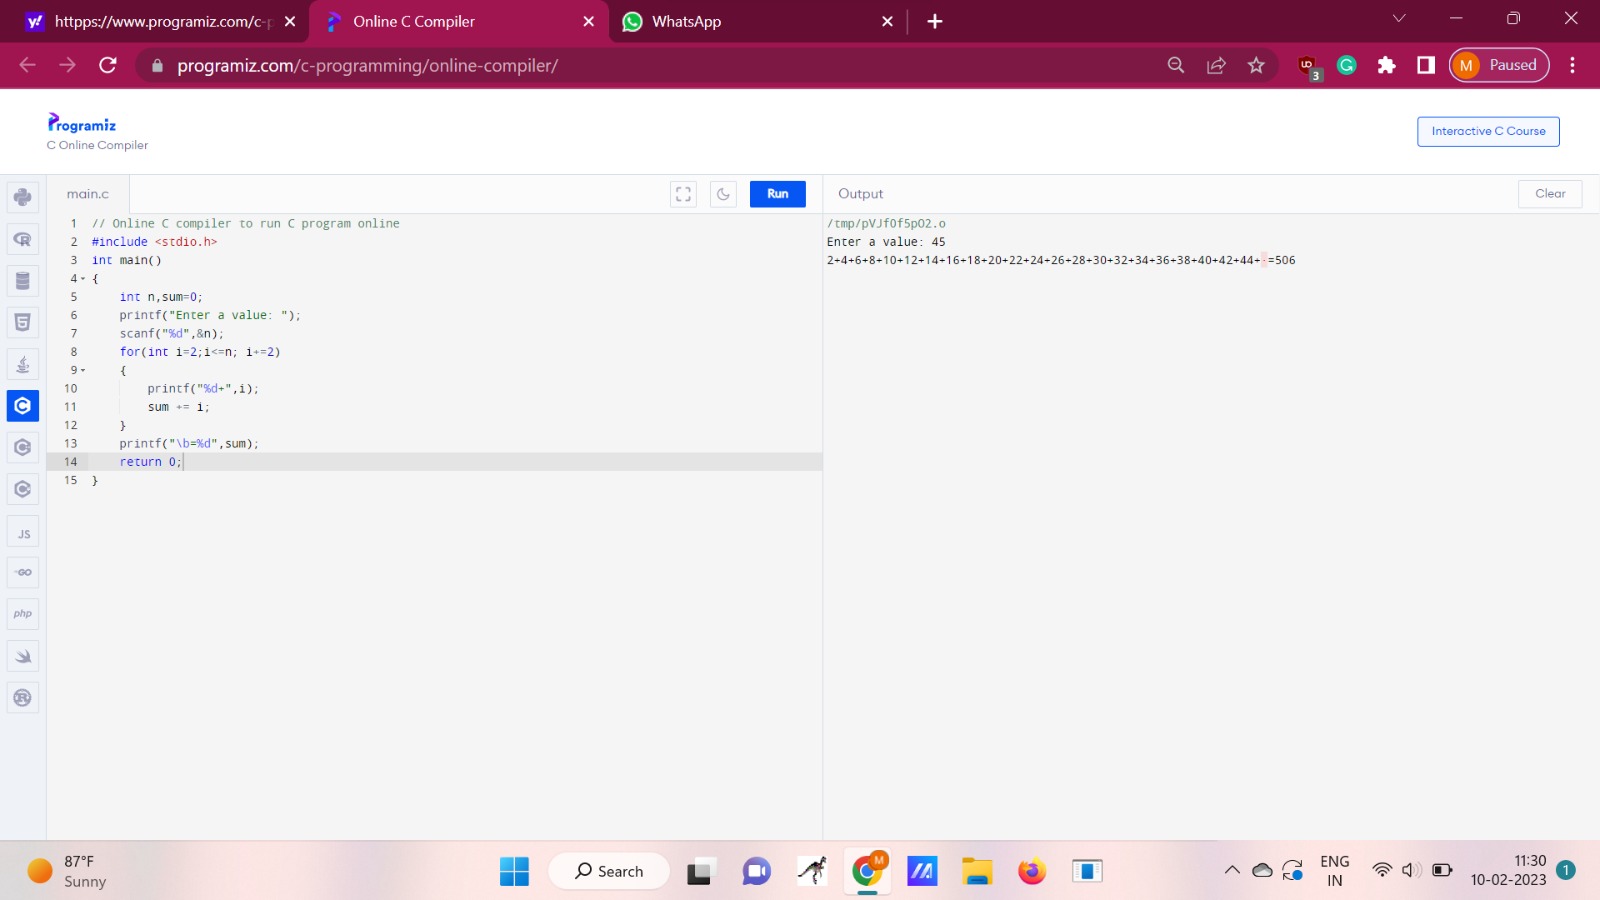 htppps://www.programiz.com/c-p
Online C Compiler
WhatsApp
programiz.com/c-programming/online-compiler/
3
M Paused
Programiz
C Online Compiler
Interactive C Course
main.c
Run
Output
Clear
1 // Online C compiler to run C program online
2 #include <stdio.h>
3 int main()
4 {
5 int n,sum=0;
6 printf("Enter a value: ");
7 scanf("%d",&n);
8 for(int i=2;i<=n; i+=2)
9 {
10 printf("%d+",i);
11 sum += i;
12 }
13 printf("\b=%d",sum);
14 return 0;
15 }
/tmp/pVJf0f5pO2.o
Enter a value: 45
2+4+6+8+10+12+14+16+18+20+22+24+26+28+30+32+34+36+38+40+42+44+·=506
JS
GO
php
87°F
Sunny
Search
M
ENG
IN
11:30
10-02-2023
1